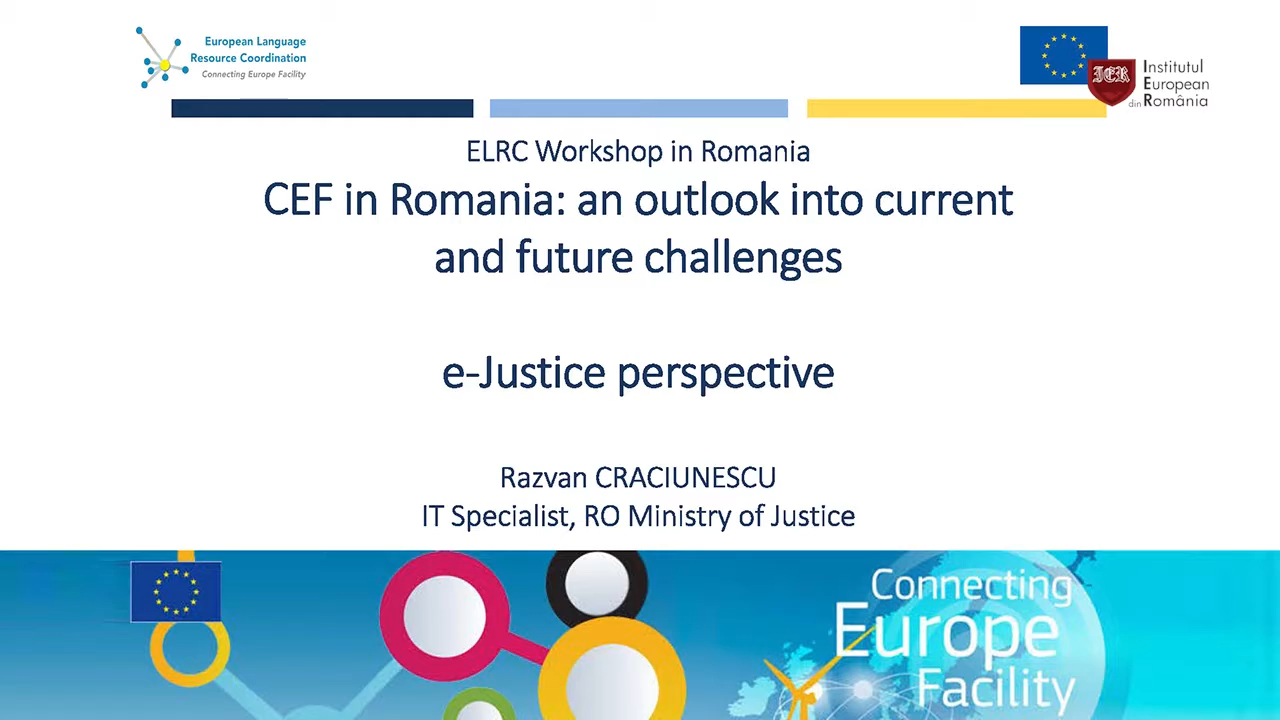 European Language
Resource Coordination
Connecting Europe Facility
IER
Institutul
European
din România
ELRC Workshop in Romania
CEF in Romania: an outlook into current
and future challenges
e-Justice perspective
Razvan CRACIUNESCU
IT Specialist, RO Ministry of Justice
Connecting
Europe
Facility